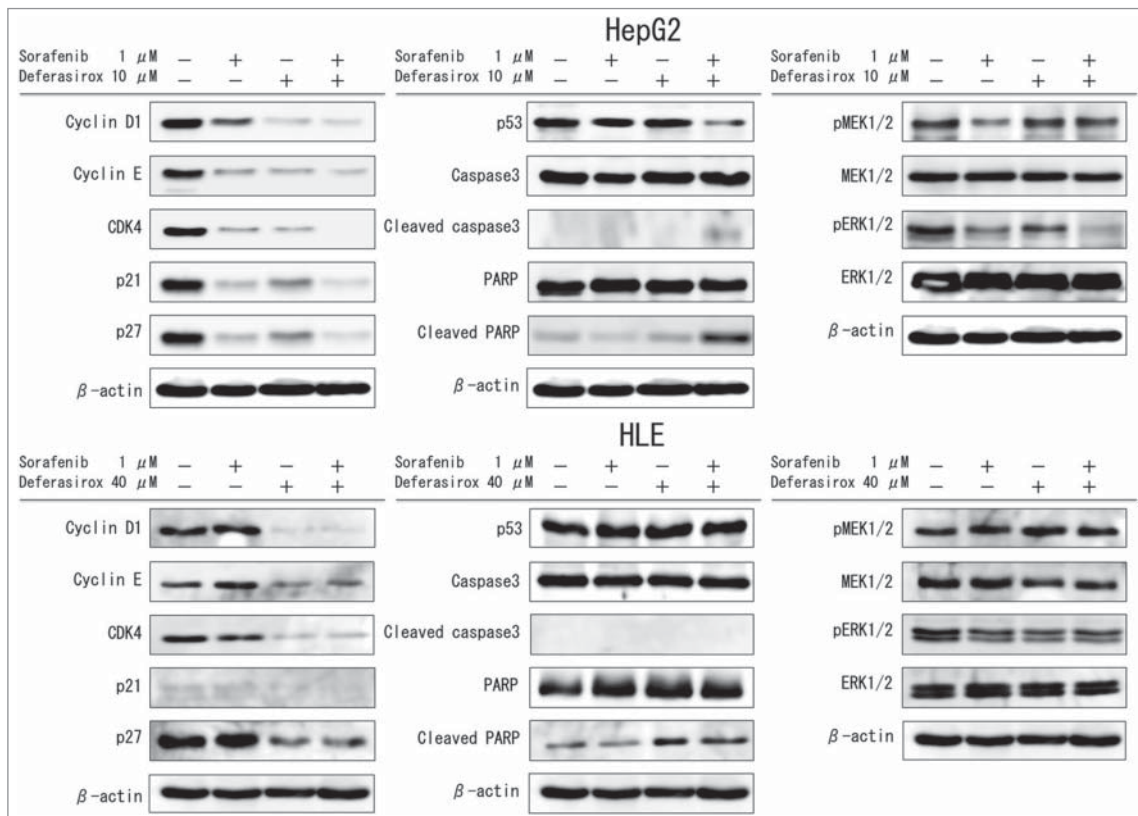 HepG2
Sorafenib 1 μM − + − +
Deferasirox 10 μM − − + +
Cyclin D1
Cyclin E
CDK4
p21
p27
β-actin
Sorafenib 1 μM − + − +
Deferasirox 10 μM − − + +
p53
Caspase3
Cleaved caspase3
PARP
Cleaved PARP
β-actin
Sorafenib 1 μM − + − +
Deferasirox 10 μM − − + +
pMEK1/2
MEK1/2
pERK1/2
ERK1/2
β-actin
HLE
Sorafenib 1 μM − + − +
Deferasirox 40 μM − − + +
Cyclin D1
Cyclin E
CDK4
p21
p27
β-actin
Sorafenib 1 μM − + − +
Deferasirox 40 μM − − + +
p53
Caspase3
Cleaved caspase3
PARP
Cleaved PARP
β-actin
Sorafenib 1 μM − + − +
Deferasirox 40 μM − − + +
pMEK1/2
MEK1/2
pERK1/2
ERK1/2
β-actin